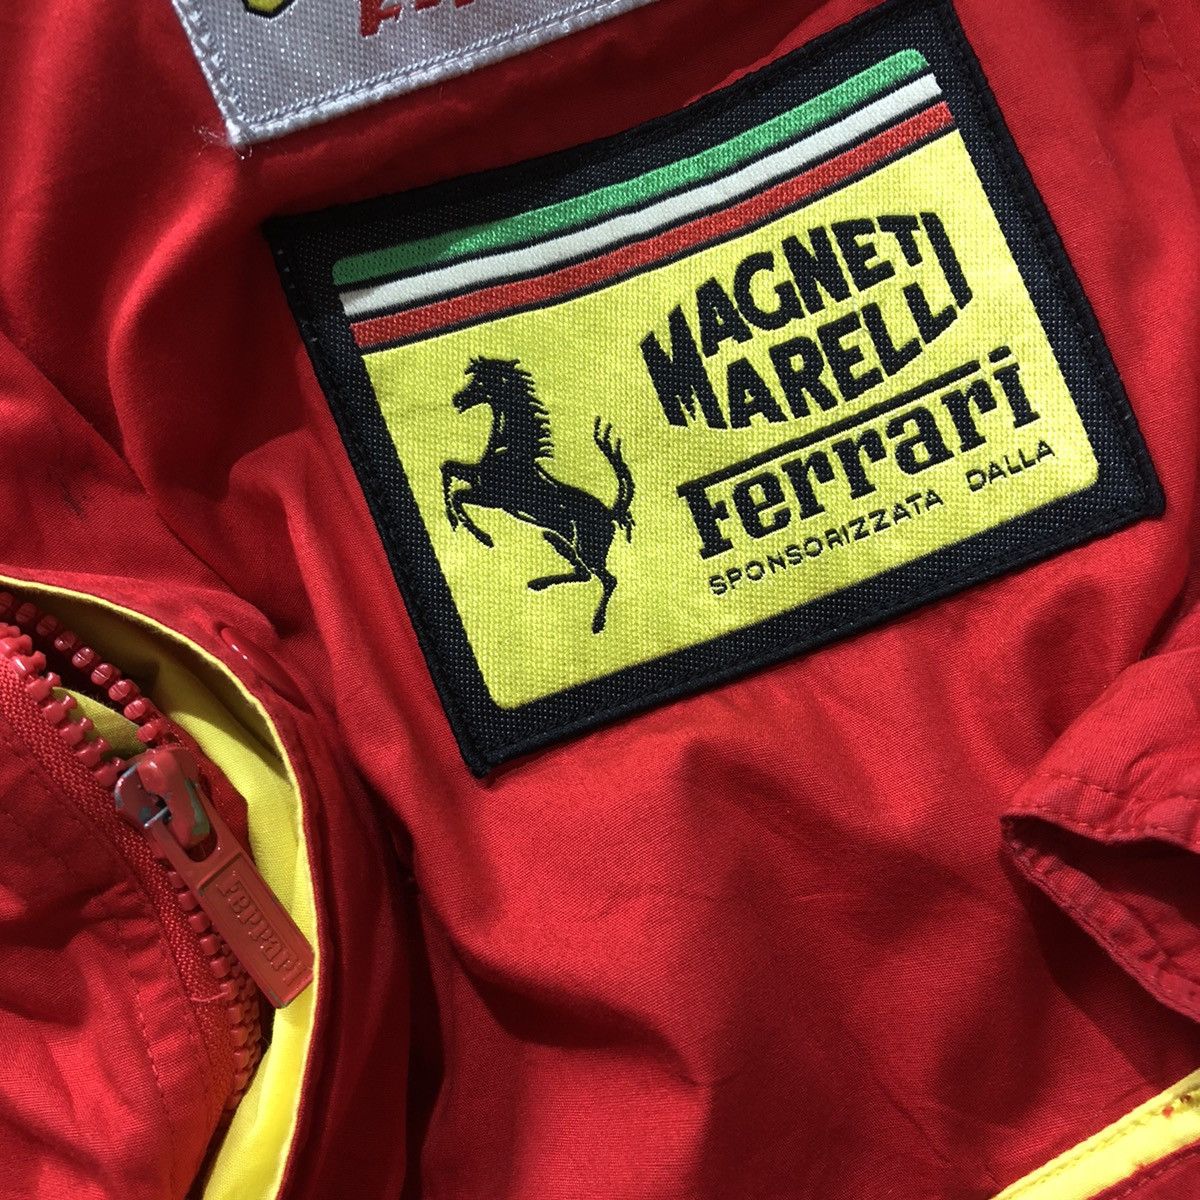 MAGNETI
MARELLI
Ferrari
SPONSORIZZATA DALLA
Ferrari